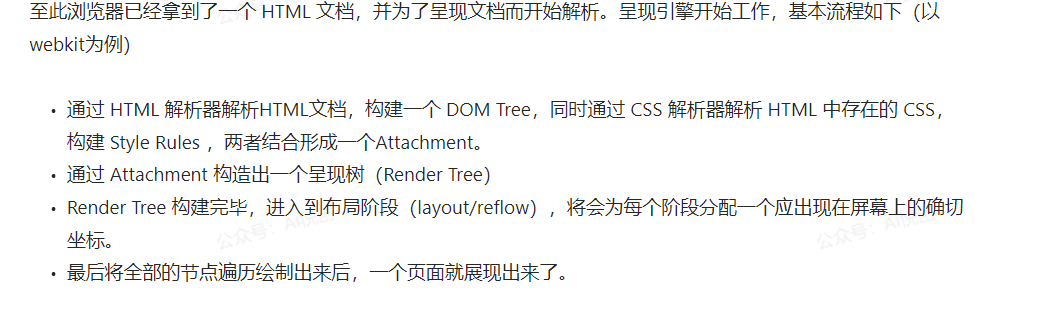 至此浏览器已经拿到了一个 HTML 文档，并为了呈现文档而开始解析。呈现引擎开始工作，基本流程如下（以
webkit为例）
• 通过 HTML 解析器解析HTML文档，构建一个 DOM Tree，同时通过 CSS 解析器解析 HTML 中存在的 CSS，
构建 Style Rules ，两者结合形成一个Attachment。
• 通过 Attachment 构造出一个呈现树（Render Tree）
• Render Tree 构建完毕，进入到布局阶段（layout/reflow），将会为每个阶段分配一个应出现在屏幕上的确切
坐标。
• 最后将全部的节点遍历绘制出来后，一个页面就展现出来了。
公众号：
公众号：